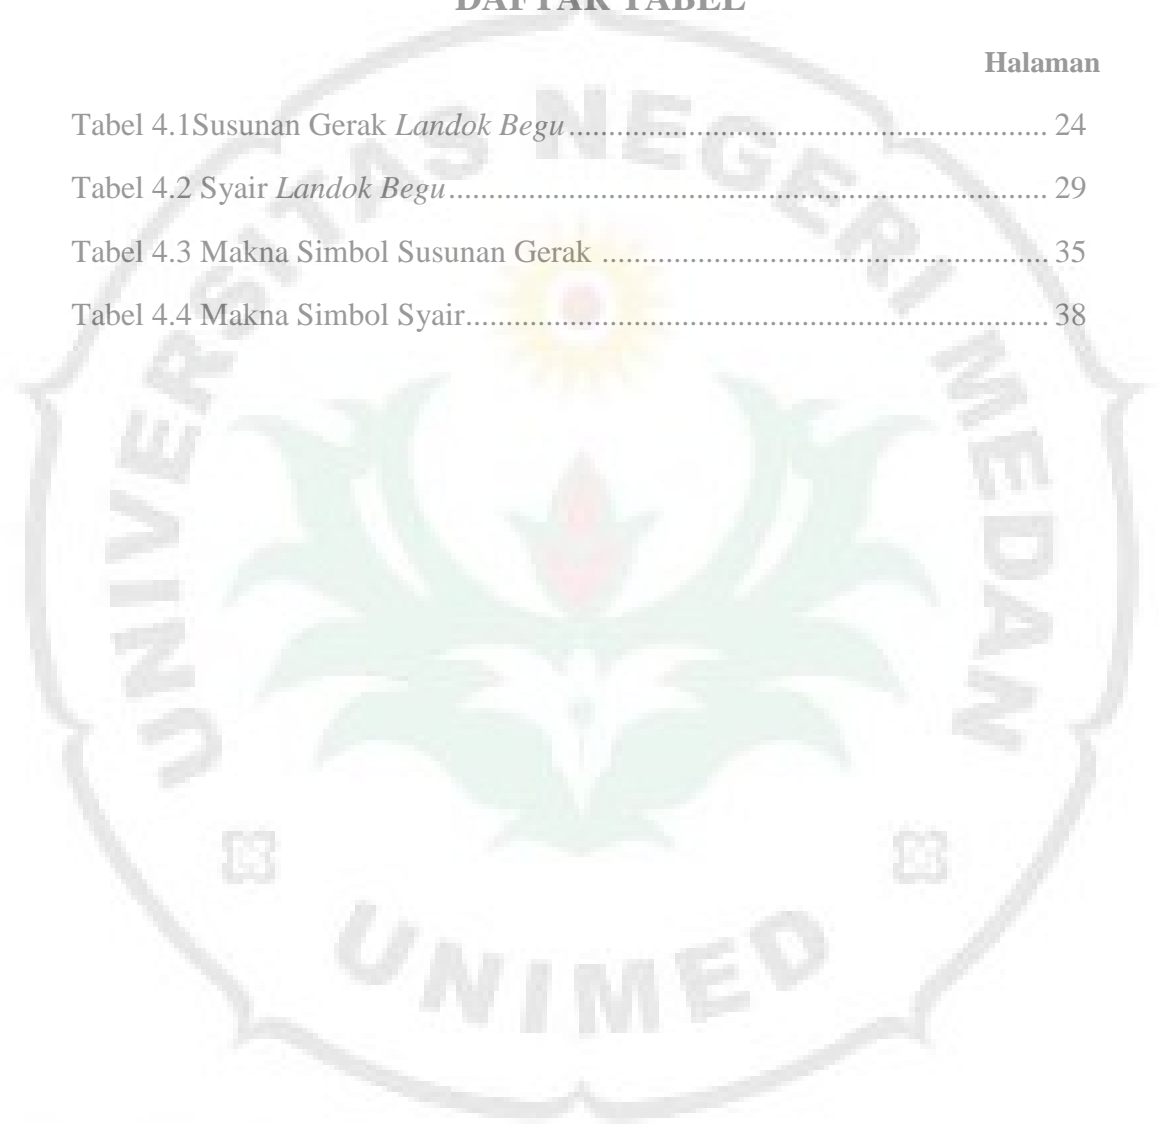 DAFTAR TABEL
Halaman
Tabel 4.1Susunan Gerak Landok Begu ............................................................ 24
Tabel 4.2 Syair Landok Begu ........................................................................... 29
Tabel 4.3 Makna Simbol Susunan Gerak ........................................................ 35
Tabel 4.4 Makna Simbol Syair......................................................................... 38
UNIVERSITAS NEGERI MEDAN
UNIMED